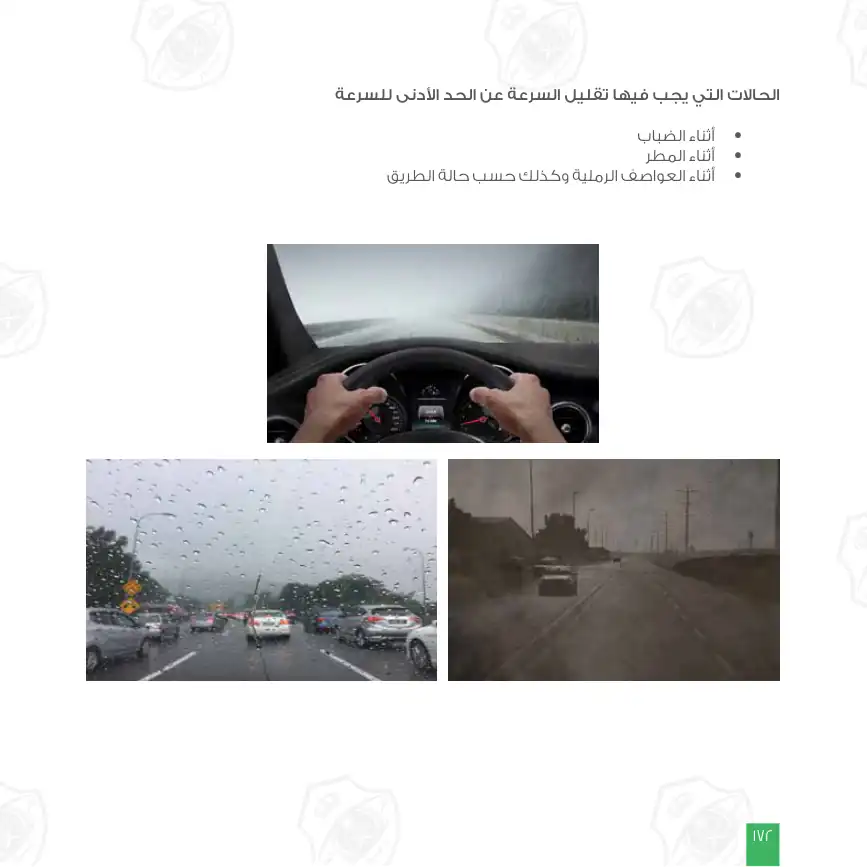 الحالات التي يجب فيها تقليل السرعة عن الحد الأدنى للسرعة
• أثناء الضباب
• أثناء المطر
• أثناء العواصف الرملية وكذلك حسب حالة الطريق
١٧٢